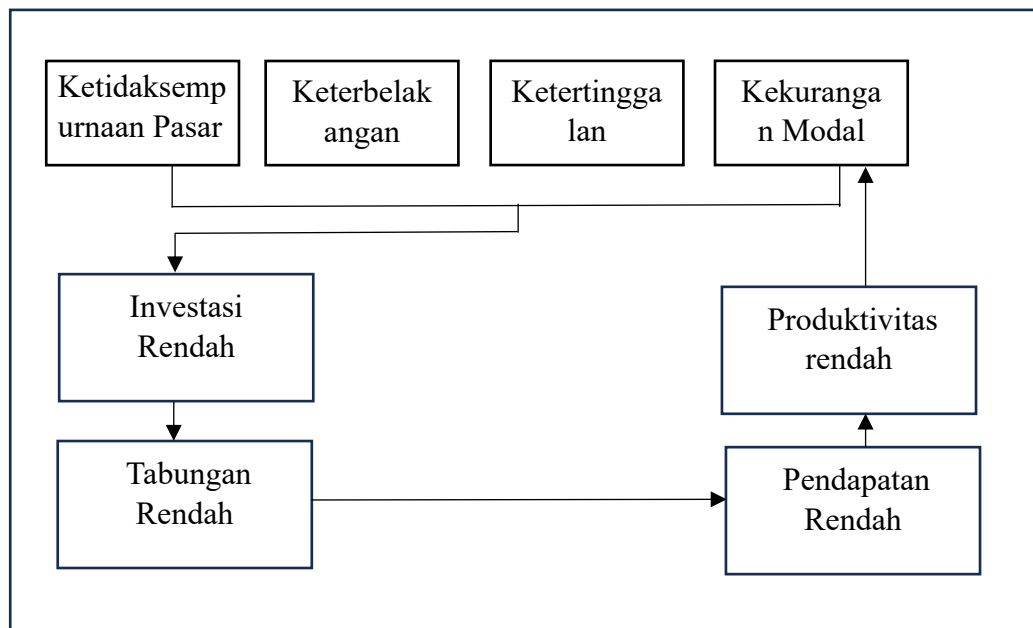 Ketidaksemp
urnaan Pasar
Keterbelak
angan
Ketertingga
lan
Kekuranga
n Modal
Investasi
Rendah
Produktivitas
rendah
Tabungan
Rendah
Pendapatan
Rendah